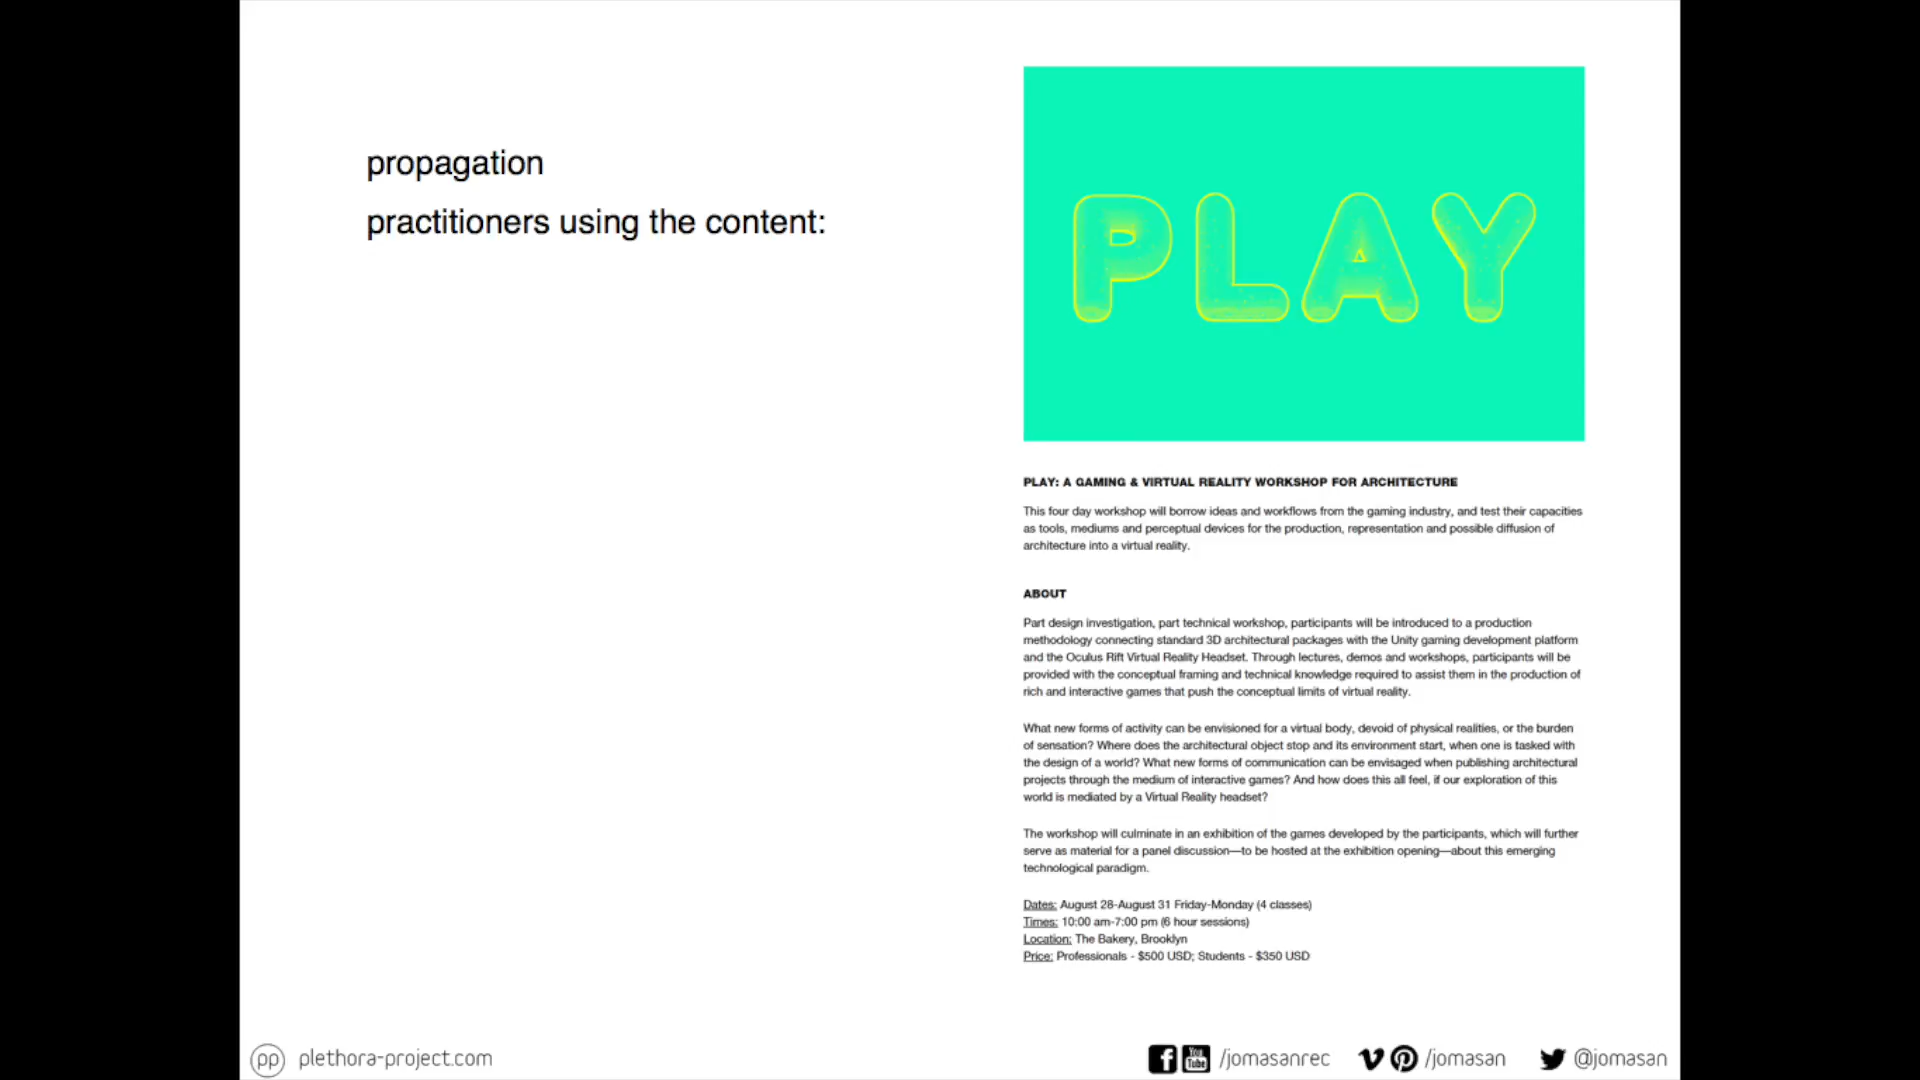 propagation
practitioners using the content:
PLAY
PLAY: A GAMING & VIRTUAL REALITY WORKSHOP FOR ARCHITECTURE
This four day workshop will borrow ideas and workflows from the gaming industry, and test their capacities
as tools, mediums and perceptual devices for the production, representation and possible diffusion of
architecture into a virtual reality.
ABOUT
Part design investigation, part technical workshop, participants will be introduced to a production
methodology connecting standard 3D architectural packages with the Unity gaming development platform
and the Oculus Rift Virtual Reality Headset. Through lectures, demos and workshops, participants will be
provided with the conceptual framing and technical knowledge required to assist them in the production of
rich and interactive games that push the conceptual limits of virtual reality.
What new forms of activity can be envisioned for a virtual body, devoid of physical realities, or the burden
of sensation? Where does the architectural object stop and its environment start, when one is tasked with
the design of a world? What new forms of communication can be envisaged when publishing architectural
projects through the medium of interactive games? And how does this all feel, if our exploration of this
world is mediated by a Virtual Reality headset?
The workshop will culminate in an exhibition of the games developed by the participants, which will further
serve as material for a panel discussion—to be hosted at the exhibition opening—about this emerging
technological paradigm.
Dates: August 28-August 31 Friday-Monday (4 classes)
Times: 10:00 am-7:00 pm (6 hour sessions)
Location: The Bakery, Brooklyn
Price: Professionals - $500 USD; Students - $350 USD
pp plethora-project.com
You Tube /jomasanrec /jomasan @jomasan